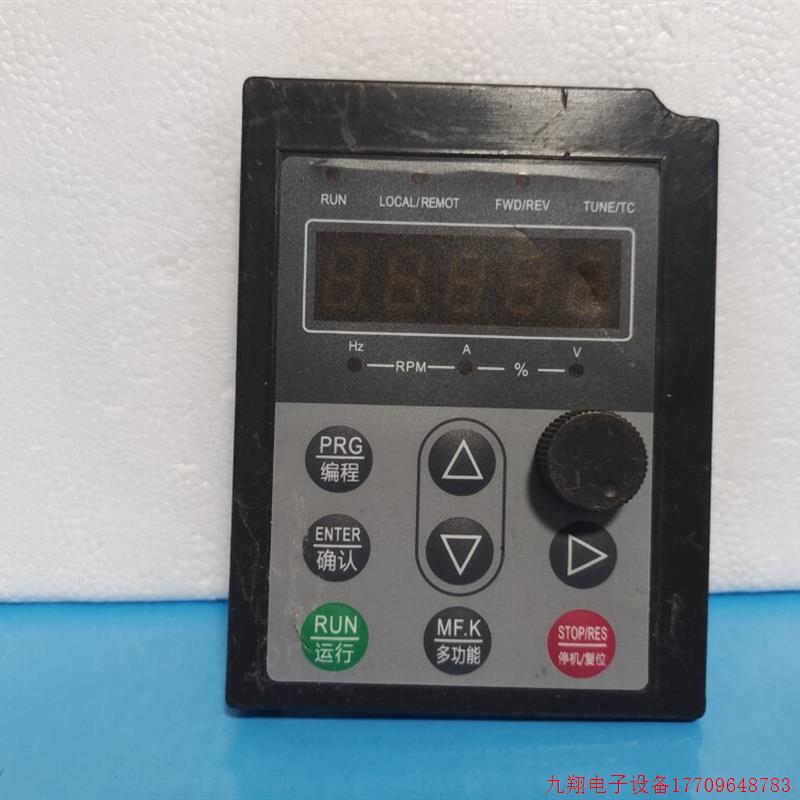 RUN LOCAL/REMOT FWD/REV TUNE/TC
Hz A V
RPM %
PRG
编程
ENTER
确认
RUN
运行
MF.K
多功能
STOP/RES
停机/复位
九翔电子设备17709648783